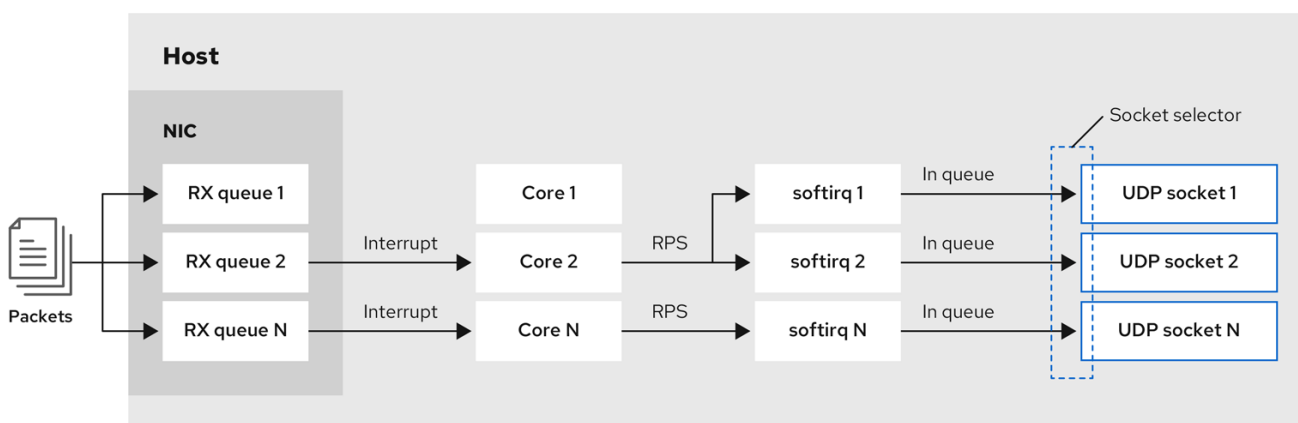 Host
NIC
Socket selector
RX queue 1
Core 1
softirq 1
In queue
UDP socket 1
RX queue 2
Interrupt
Core 2
RPS
softirq 2
In queue
UDP socket 2
Packets
RX queue N
Interrupt
Core N
RPS
softirq N
In queue
UDP socket N